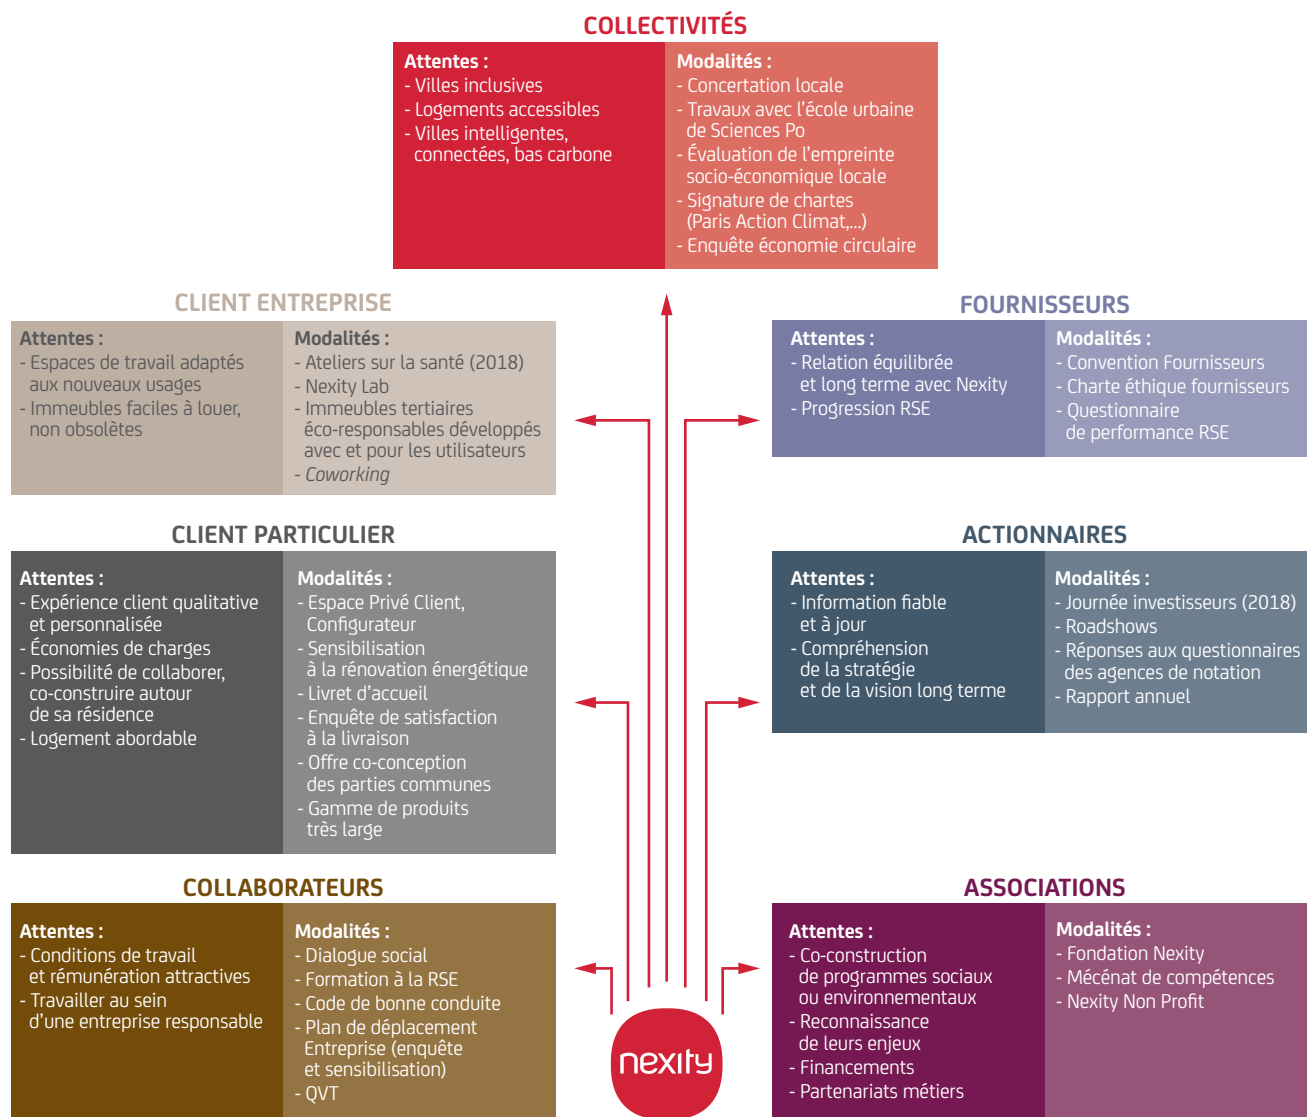 COLLECTIVITÉS
Attentes :
- Villes inclusives
- Logements accessibles
- Villes intelligentes,
connectées, bas carbone
Modalités :
- Concertation locale
- Travaux avec l'école urbaine
de Sciences Po
- Évaluation de l'empreinte
socio-économique locale
- Signature de chartes
(Paris Action Climat,...)
- Enquête économie circulaire
CLIENT ENTREPRISE
Attentes :
- Espaces de travail adaptés
aux nouveaux usages
- Immeubles faciles à louer,
non obsolètes
Modalités :
- Ateliers sur la santé (2018)
- Nexity Lab
- Immeubles tertiaires
éco-responsables développés
avec et pour les utilisateurs
- Coworking
FOURNISSEURS
Attentes :
- Relation équilibrée
et long terme avec Nexity
- Progression RSE
Modalités :
- Convention Fournisseurs
- Charte éthique fournisseurs
- Questionnaire
de performance RSE
CLIENT PARTICULIER
Attentes :
- Expérience client qualitative
et personnalisée
- Économies de charges
- Possibilité de collaborer,
co-construire autour
de sa résidence
- Logement abordable
Modalités :
- Espace Privé Client,
Configurateur
- Sensibilisation
à la rénovation énergétique
- Livret d'accueil
- Enquête de satisfaction
à la livraison
- Offre co-conception
des parties communes
- Gamme de produits
très large
ACTIONNAIRES
Attentes :
- Information fiable
et à jour
- Compréhension
de la stratégie
et de la vision long terme
Modalités :
- Journée investisseurs (2018)
- Roadshows
- Réponses aux questionnaires
des agences de notation
- Rapport annuel
COLLABORATEURS
Attentes :
- Conditions de travail
et rémunération attractives
- Travailler au sein
d'une entreprise responsable
Modalités :
- Dialogue social
- Formation à la RSE
- Code de bonne conduite
- Plan de déplacement
Entreprise (enquête
et sensibilisation)
- QVT
nexity
ASSOCIATIONS
Attentes :
- Co-construction
de programmes sociaux
ou environnementaux
- Reconnaissance
de leurs enjeux
- Financements
- Partenariats métiers
Modalités :
- Fondation Nexity
- Mécénat de compétences
- Nexity Non Profit